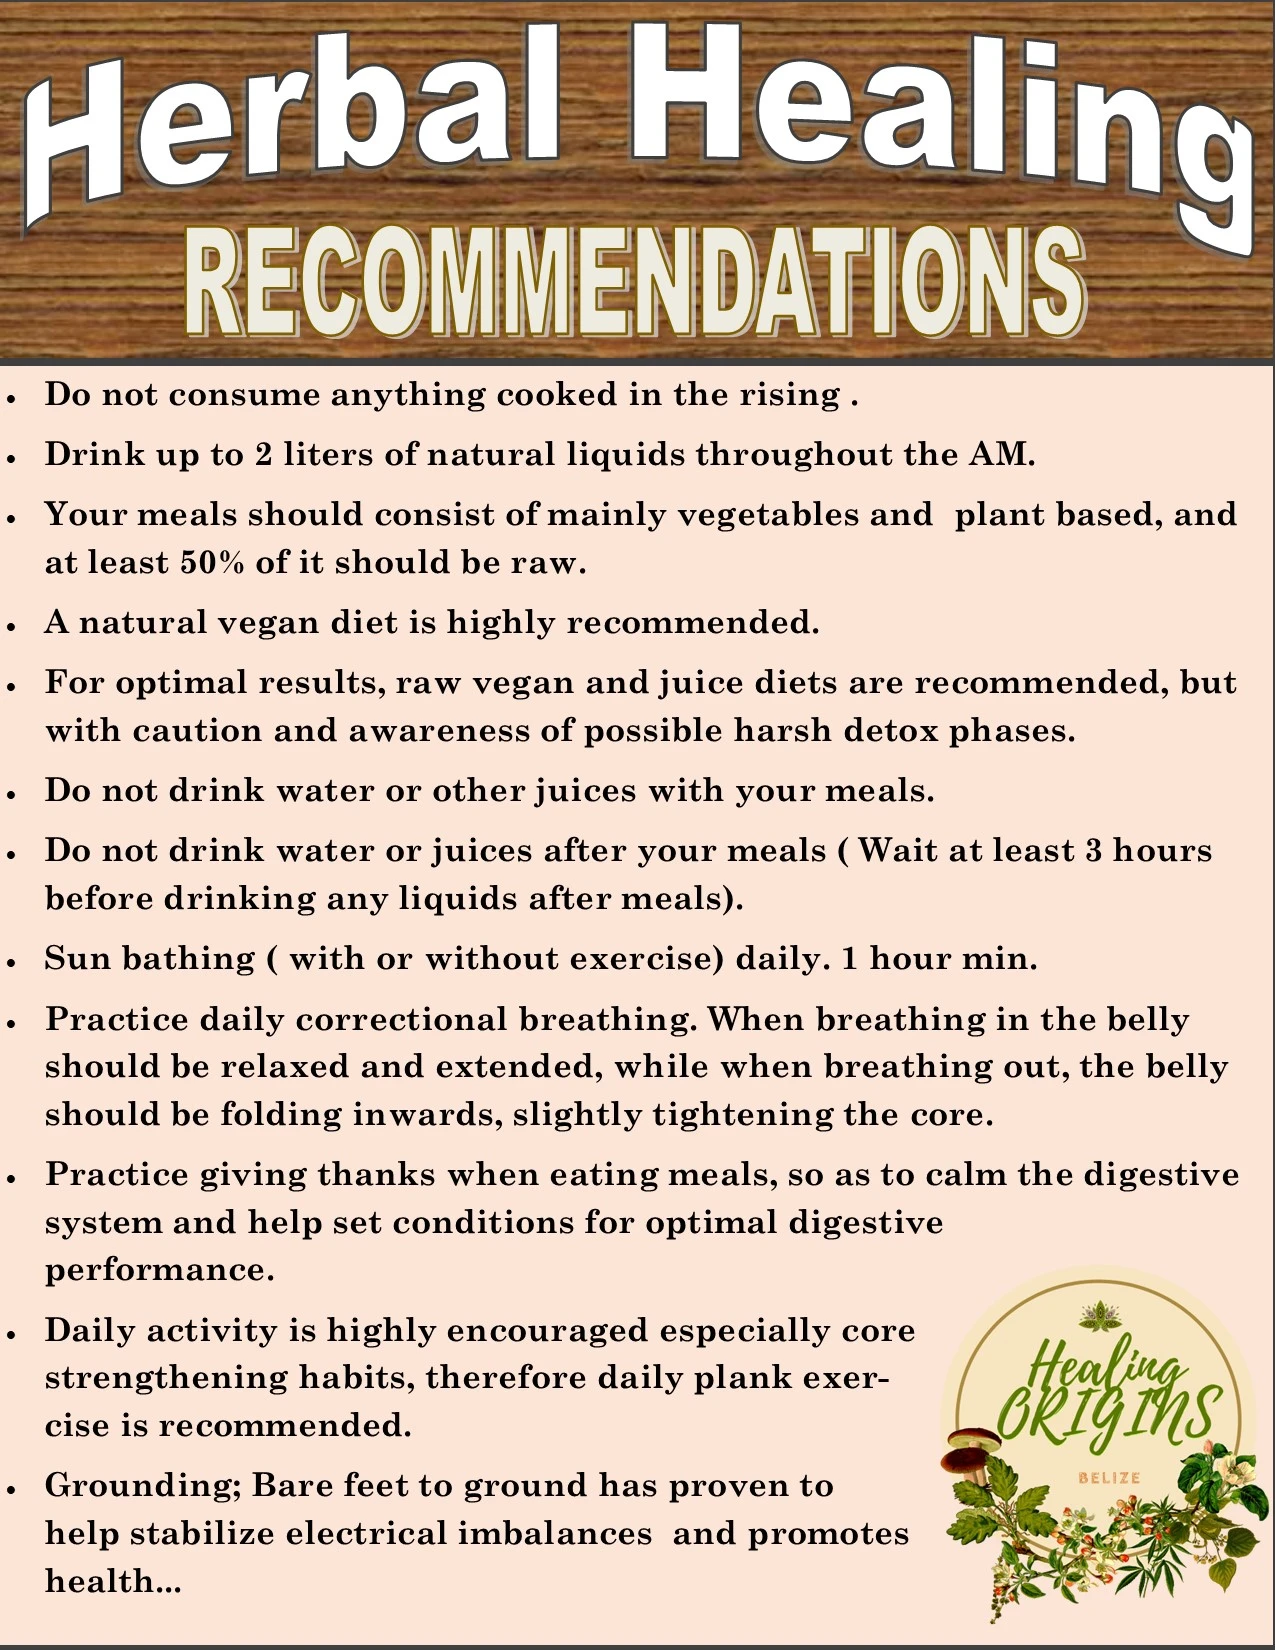 Herbal Healing
RECOMMENDATIONS
• Do not consume anything cooked in the rising .
• Drink up to 2 liters of natural liquids throughout the AM.
• Your meals should consist of mainly vegetables and  plant based, and
at least 50% of it should be raw.
• A natural vegan diet is highly recommended.
• For optimal results, raw vegan and juice diets are recommended, but
with caution and awareness of possible harsh detox phases.
• Do not drink water or other juices with your meals.
• Do not drink water or juices after your meals ( Wait at least 3 hours
before drinking any liquids after meals).
• Sun bathing ( with or without exercise) daily. 1 hour min.
• Practice daily correctional breathing. When breathing in the belly
should be relaxed and extended, while when breathing out, the belly
should be folding inwards, slightly tightening the core.
• Practice giving thanks when eating meals, so as to calm the digestive
system and help set conditions for optimal digestive
performance.
• Daily activity is highly encouraged especially core
strengthening habits, therefore daily plank exer-
cise is recommended.
• Grounding; Bare feet to ground has proven to
help stabilize electrical imbalances  and promotes
health...
Healing
ORIGINS
BELIZE